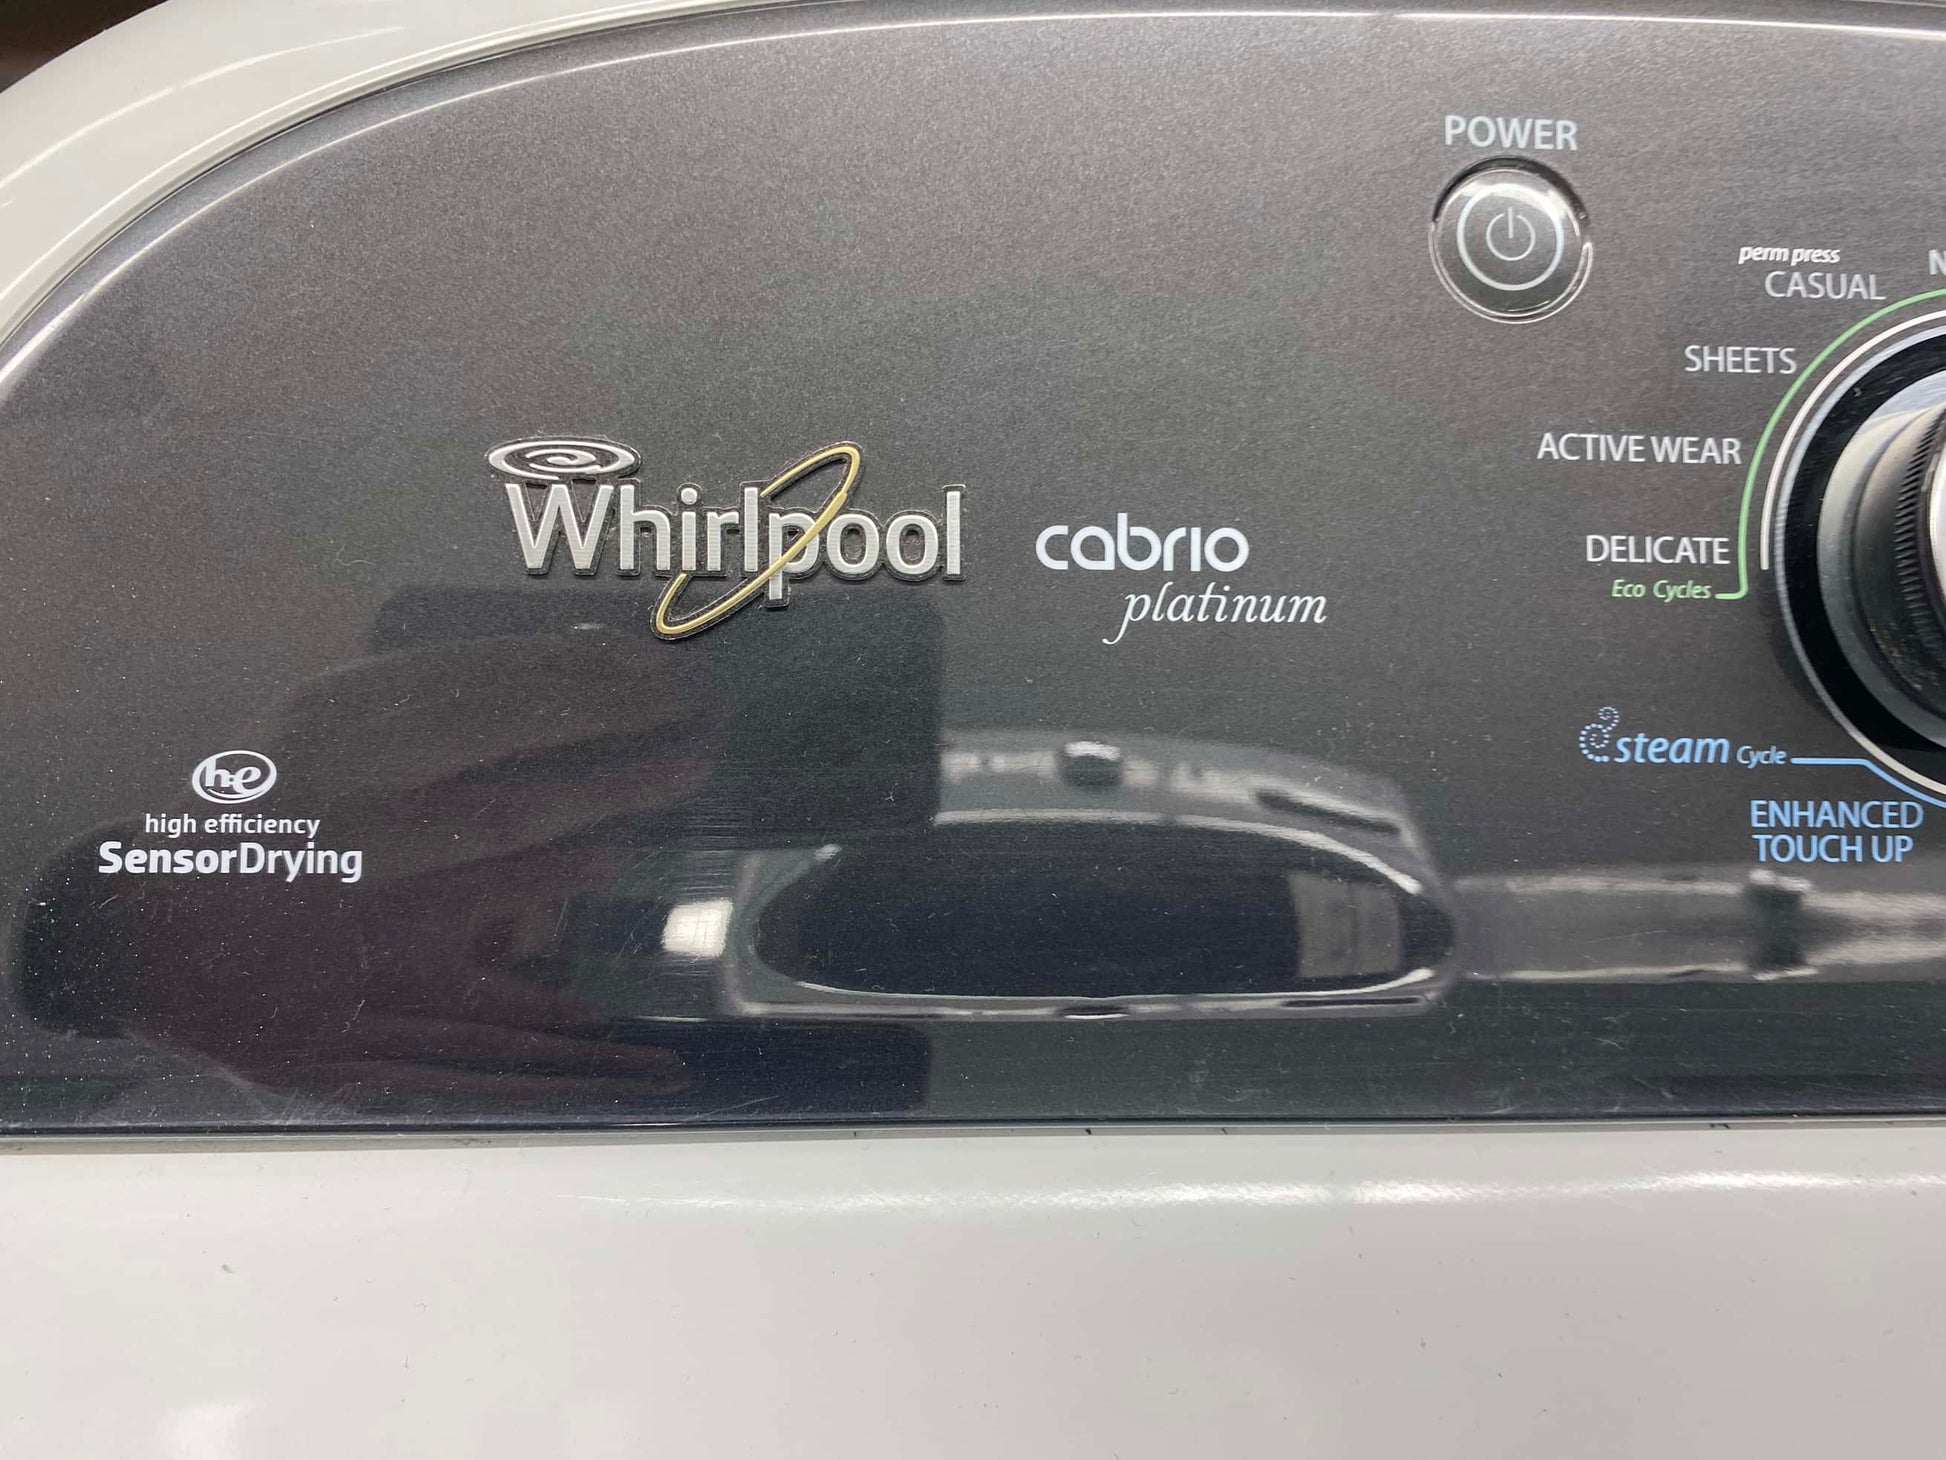 POWER
perm press
CASUAL
SHEETS
ACTIVE WEAR
DELICATE
Eco Cycles
Whirlpool
cabrio
platinum
steam Cycle
ENHANCED
TOUCH UP
he
high efficiency
SensorDrying